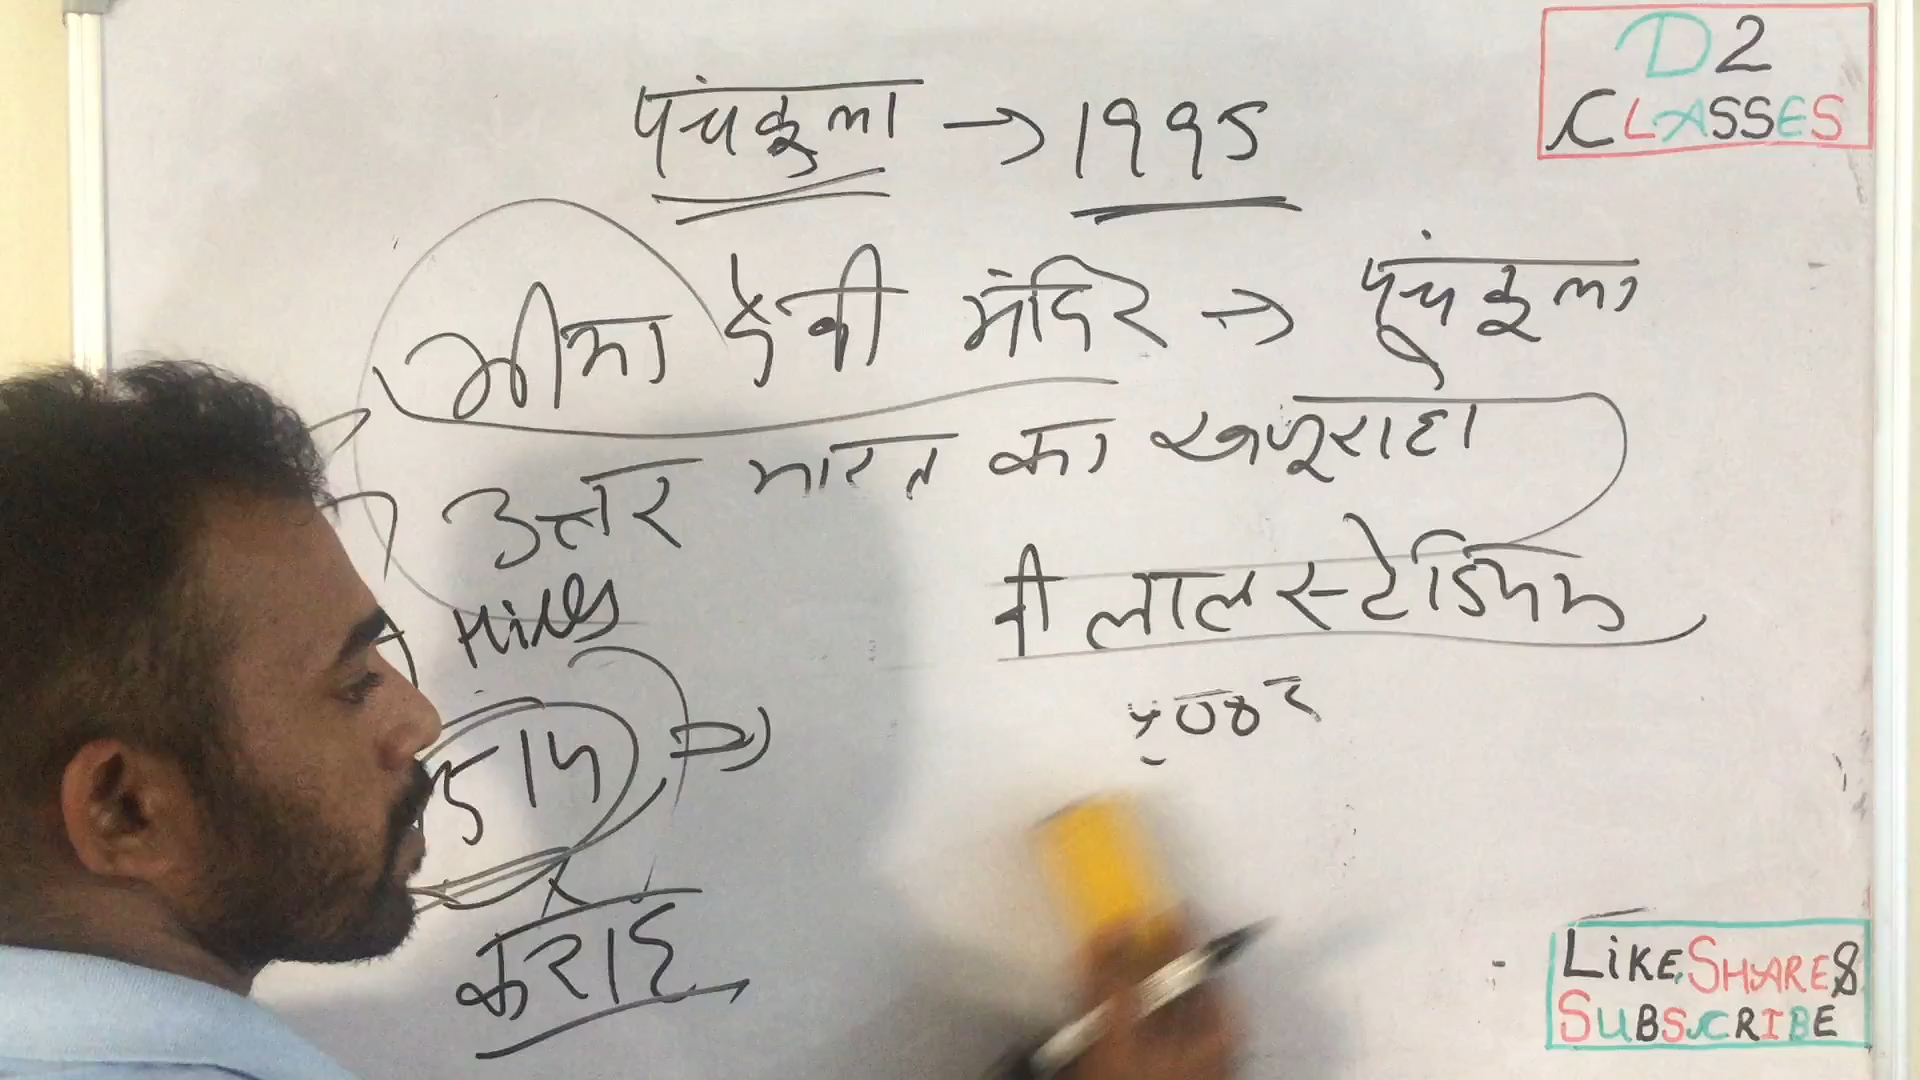 D2
CLASSES
पंचकुला → 1995
भीमा देवी मंदिर → पंचकुला
उत्तर भारत का खजुराहो
Hills
वी लाल स्टेडियम
514
करोह
LiKE, SHARE &
SUBSCRIBE